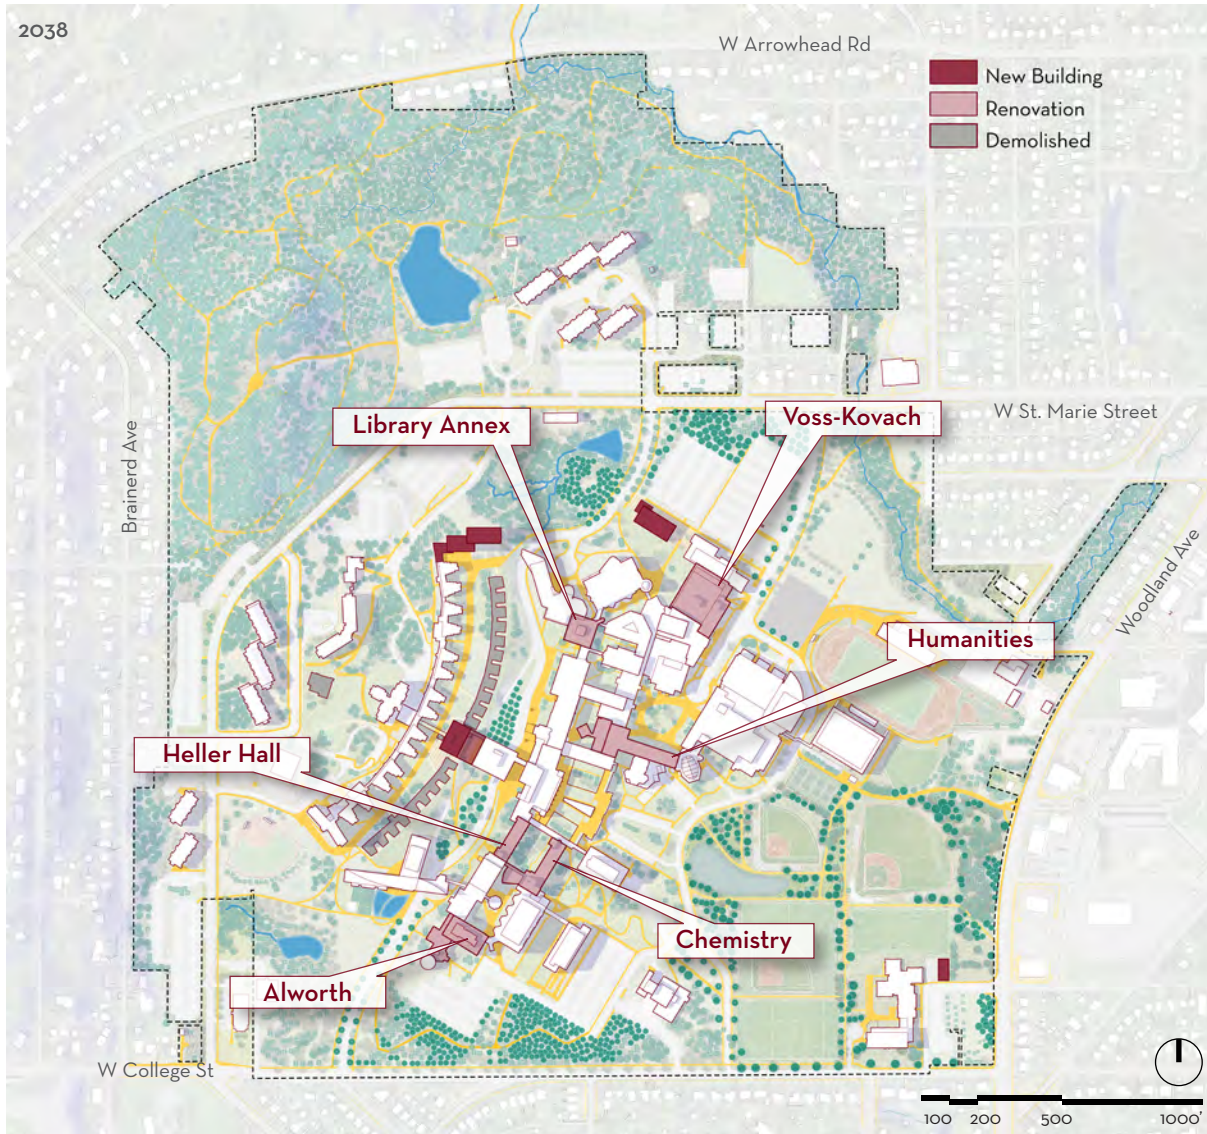 2038
W Arrowhead Rd
New Building
Renovation
Demolished
Library Annex
Voss-Kovach
W St. Marie Street
Brainerd Ave
Woodland Ave
Humanities
Heller Hall
Chemistry
Alworth
W College St
100 200 500 1000'